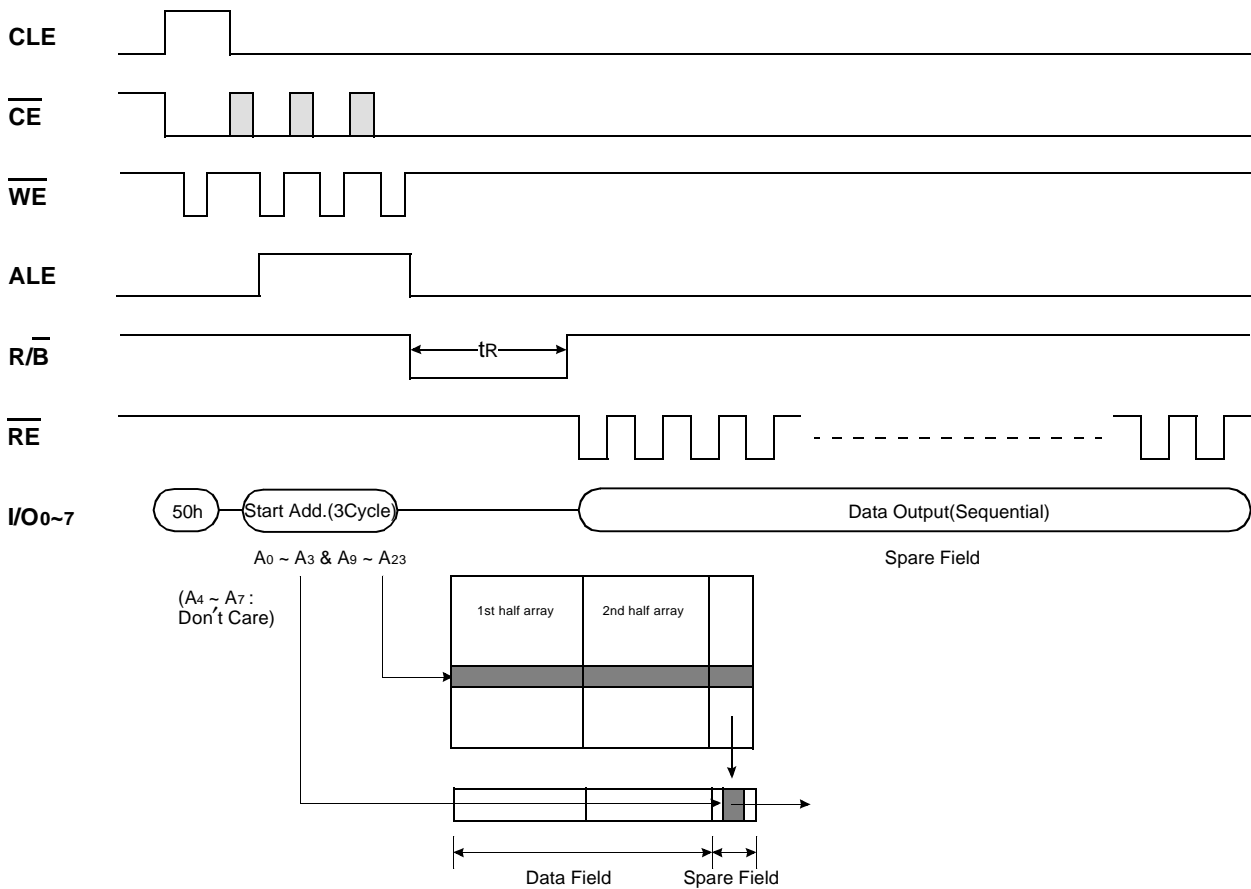 CLE
CE
WE
ALE
R/B
tR
RE
I/O0~7
50h
Start Add.(3Cycle)
Data Output(Sequential)
A0 ~ A3 & A9 ~ A23
Spare Field
(A4 ~ A7 :
Don't Care)
1st half array
2nd half array
Data Field
Spare Field